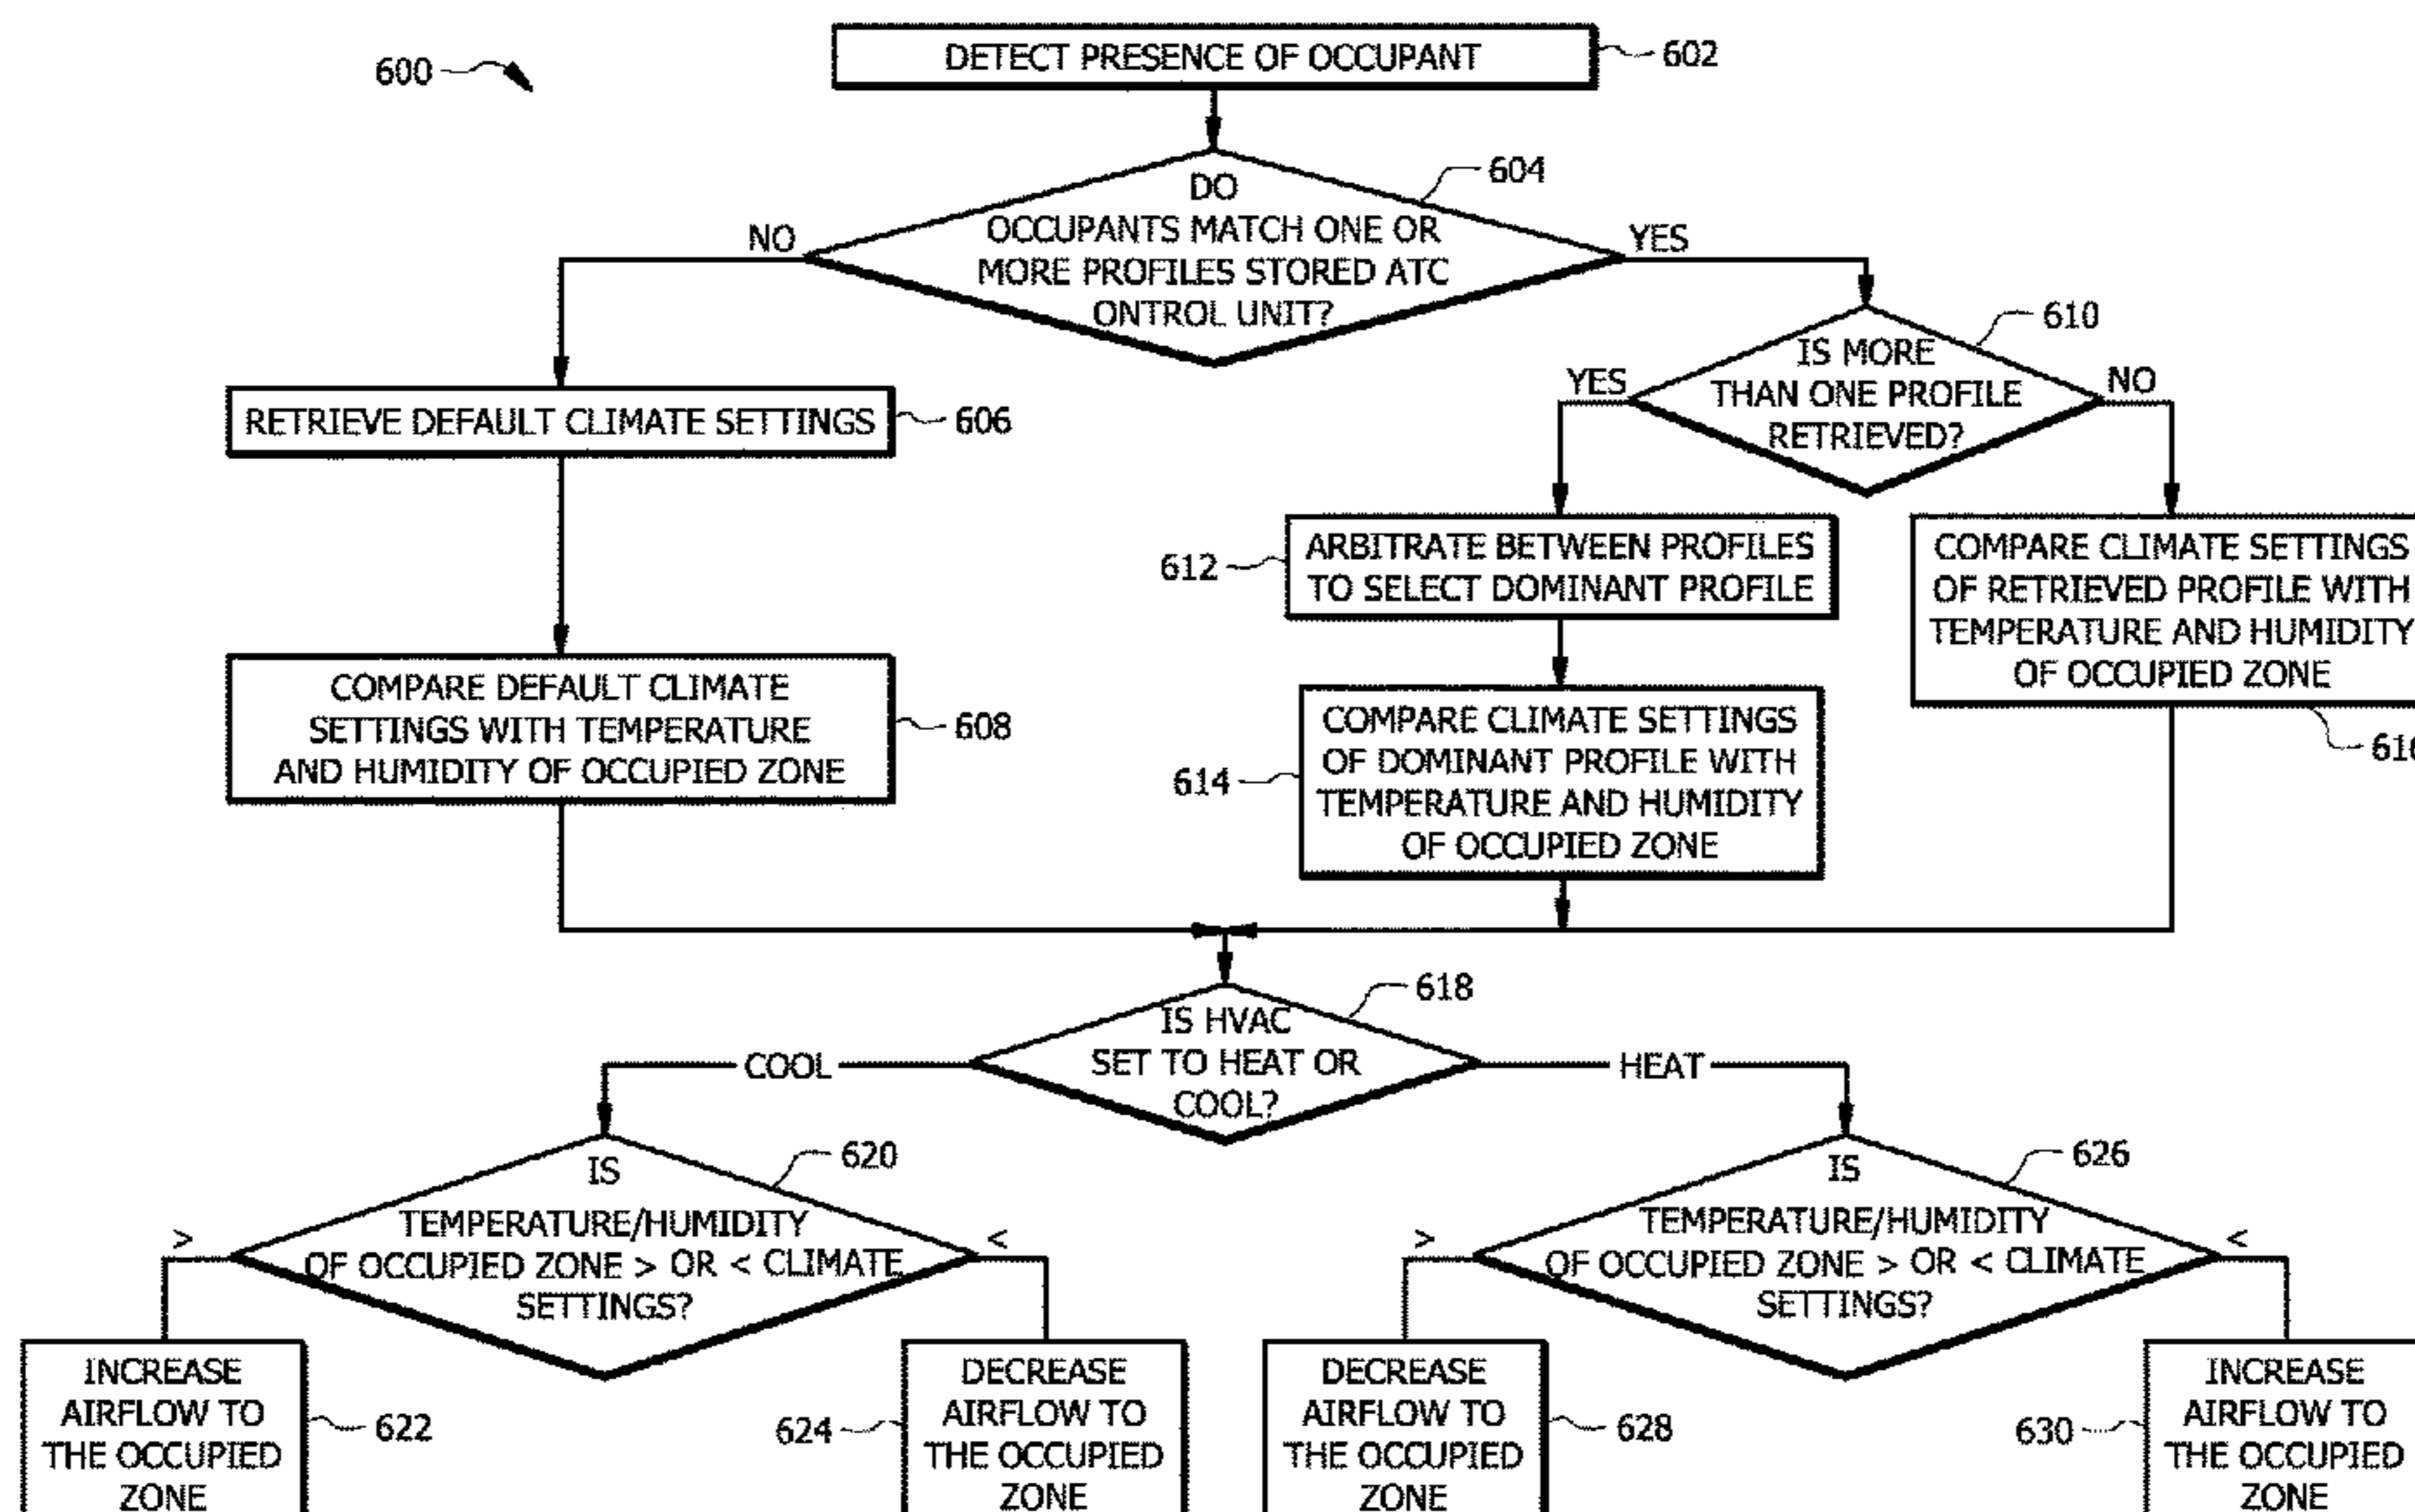 600
DETECT PRESENCE OF OCCUPANT
602
DO
OCCUPANTS MATCH ONE OR
MORE PROFILES STORED ATC
ONTROL UNIT?
604
NO
YES
RETRIEVE DEFAULT CLIMATE SETTINGS
606
IS MORE
THAN ONE PROFILE
RETRIEVED?
610
YES
NO
612
ARBITRATE BETWEEN PROFILES
TO SELECT DOMINANT PROFILE
COMPARE CLIMATE SETTINGS
OF RETRIEVED PROFILE WITH
TEMPERATURE AND HUMIDITY
OF OCCUPIED ZONE
COMPARE DEFAULT CLIMATE
SETTINGS WITH TEMPERATURE
AND HUMIDITY OF OCCUPIED ZONE
608
614
COMPARE CLIMATE SETTINGS
OF DOMINANT PROFILE WITH
TEMPERATURE AND HUMIDITY
OF OCCUPIED ZONE
IS HVAC
SET TO HEAT OR
COOL?
618
COOL
HEAT
IS
TEMPERATURE/HUMIDITY
OF OCCUPIED ZONE > OR < CLIMATE
SETTINGS?
620
>
<
IS
TEMPERATURE/HUMIDITY
OF OCCUPIED ZONE > OR < CLIMATE
SETTINGS?
626
>
<
INCREASE
AIRFLOW TO
THE OCCUPIED
ZONE
622
624
DECREASE
AIRFLOW TO
THE OCCUPIED
ZONE
DECREASE
AIRFLOW TO
THE OCCUPIED
ZONE
628
630
INCREASE
AIRFLOW TO
THE OCCUPIED
ZONE